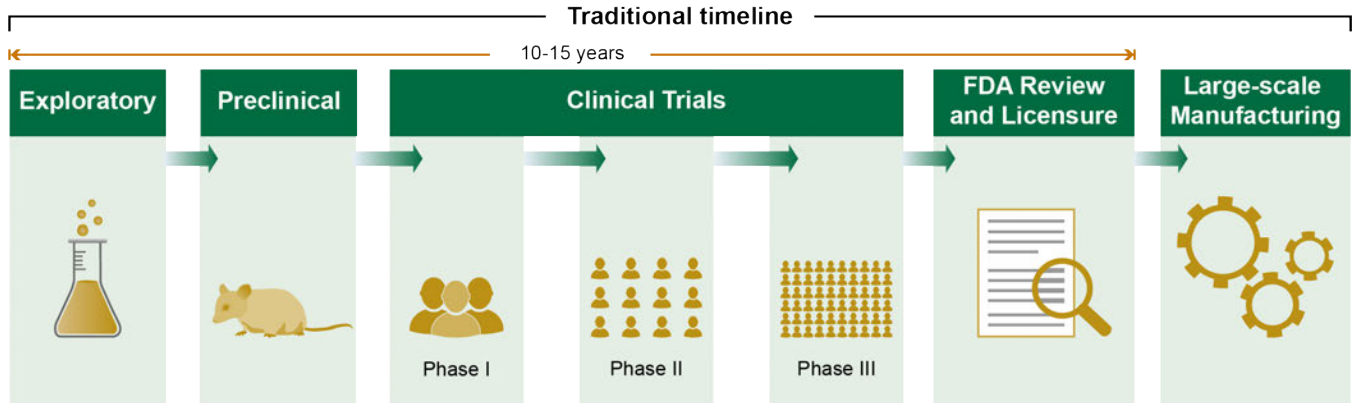 Traditional timeline
10-15 years
Exploratory
Preclinical
Clinical Trials
FDA Review
and Licensure
Large-scale
Manufacturing
Phase I
Phase II
Phase III